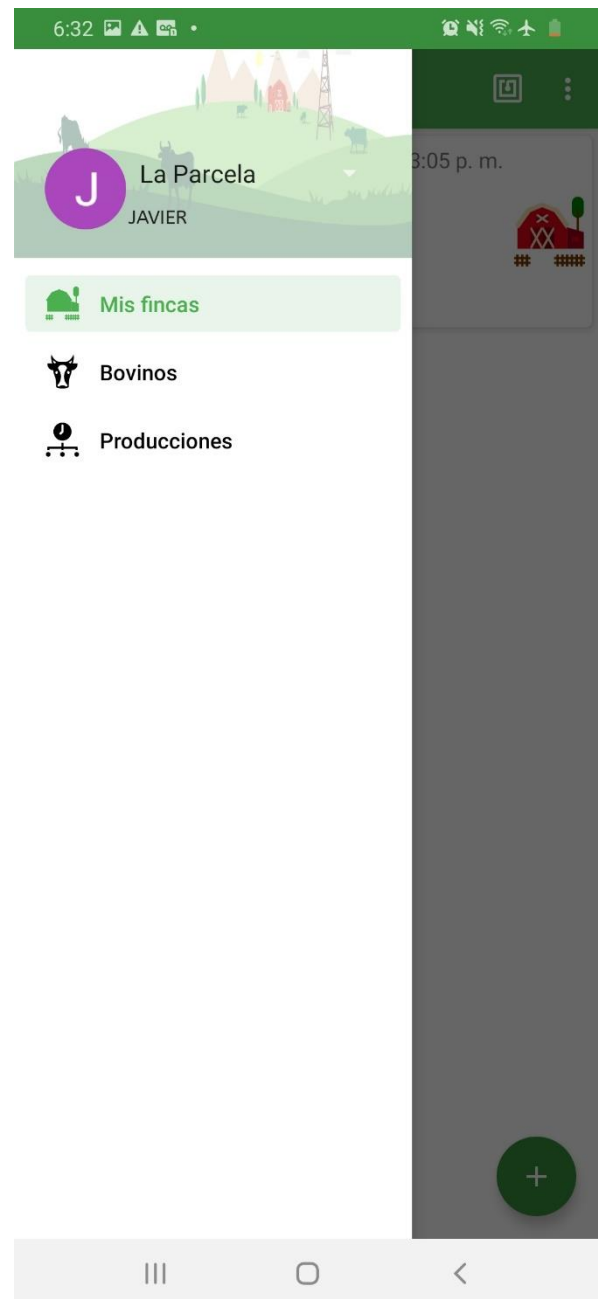 6:32
3:05 p. m.
J
La Parcela
JAVIER
Mis fincas
Bovinos
Producciones